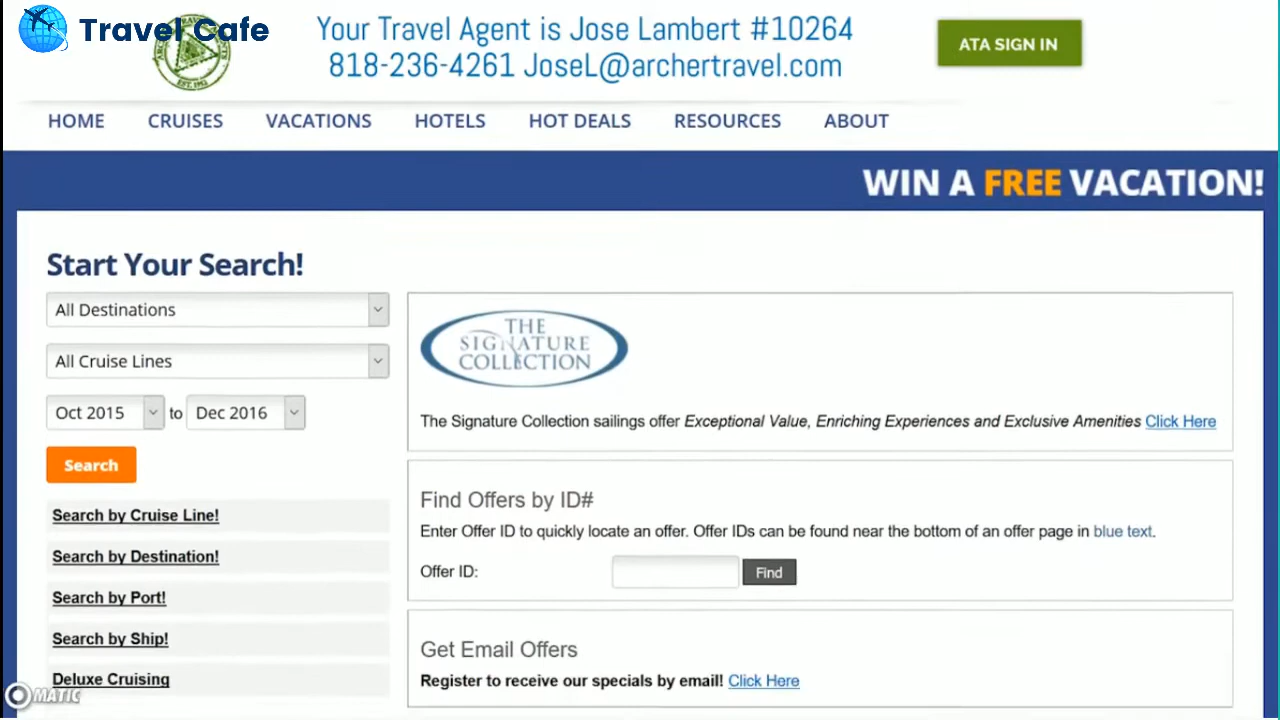 Travel Cafe
Your Travel Agent is Jose Lambert #10264
818-236-4261 JoseL@archertravel.com
ATA SIGN IN
HOME CRUISES VACATIONS HOTELS HOT DEALS RESOURCES ABOUT
WIN A FREE VACATION!
Start Your Search!
All Destinations
All Cruise Lines
Oct 2015 to Dec 2016
Search
Search by Cruise Line!
Search by Destination!
Search by Port!
Search by Ship!
Deluxe Cruising
THE
SIGNATURE
COLLECTION
The Signature Collection sailings offer Exceptional Value, Enriching Experiences and Exclusive Amenities Click Here
Find Offers by ID#
Enter Offer ID to quickly locate an offer. Offer IDs can be found near the bottom of an offer page in blue text.
Offer ID: Find
Get Email Offers
Register to receive our specials by email! Click Here
MATIC